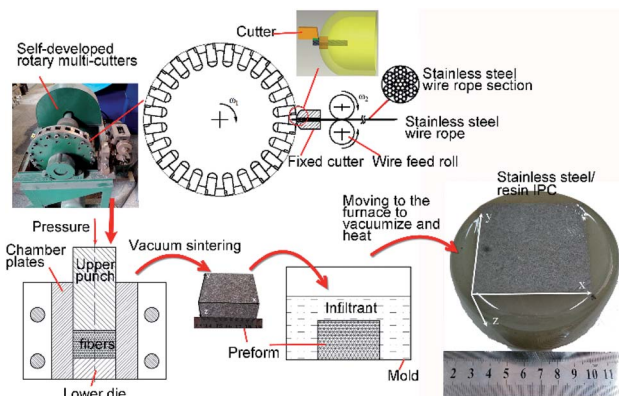 Cutter
Self-developed
rotary multi-cutters
ω₁
ω₂
Stainless steel
wire rope section
Stainless steel
wire rope
Fixed cutter
Wire feed roll
Pressure
Chamber
plates
Upper
punch
fibers
Lower die
Vacuum sintering
Preform
Infiltrant
Mold
Moving to the
furnace to
vacuumize and
heat
Stainless steel/
resin IPC
y
x
z
2 3 4 5 6 7 8 9 10 11